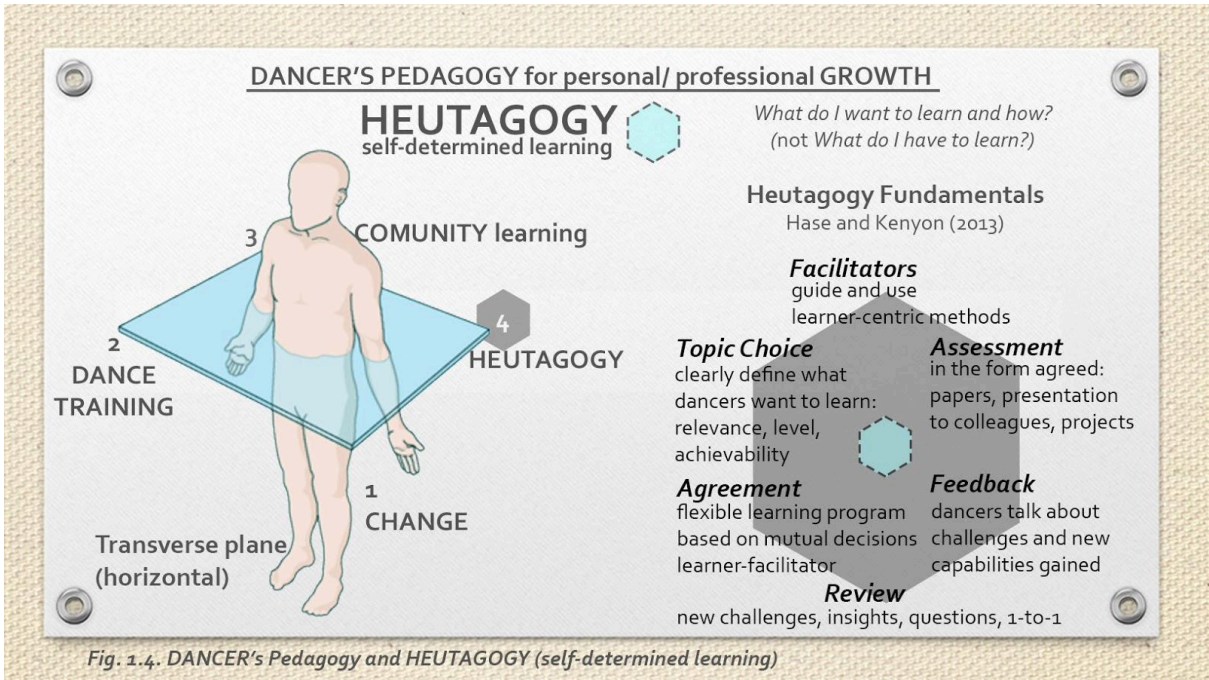 DANCER'S PEDAGOGY for personal/ professional GROWTH
HEUTAGOGY
self-determined learning
What do I want to learn and how?
(not What do I have to learn?)
3
COMUNITY learning
4
HEUTAGOGY
2
DANCE
TRAINING
1
CHANGE
Transverse plane
(horizontal)
Heutagogy Fundamentals
Hase and Kenyon (2013)
Facilitators
guide and use
learner-centric methods
Topic Choice
clearly define what
dancers want to learn:
relevance, level,
achievability
Assessment
in the form agreed:
papers, presentation
to colleagues, projects
Agreement
flexible learning program
based on mutual decisions
learner-facilitator
Feedback
dancers talk about
challenges and new
capabilities gained
Review
new challenges, insights, questions, 1-to-1
Fig. 1.4. DANCER's Pedagogy and HEUTAGOGY (self-determined learning)